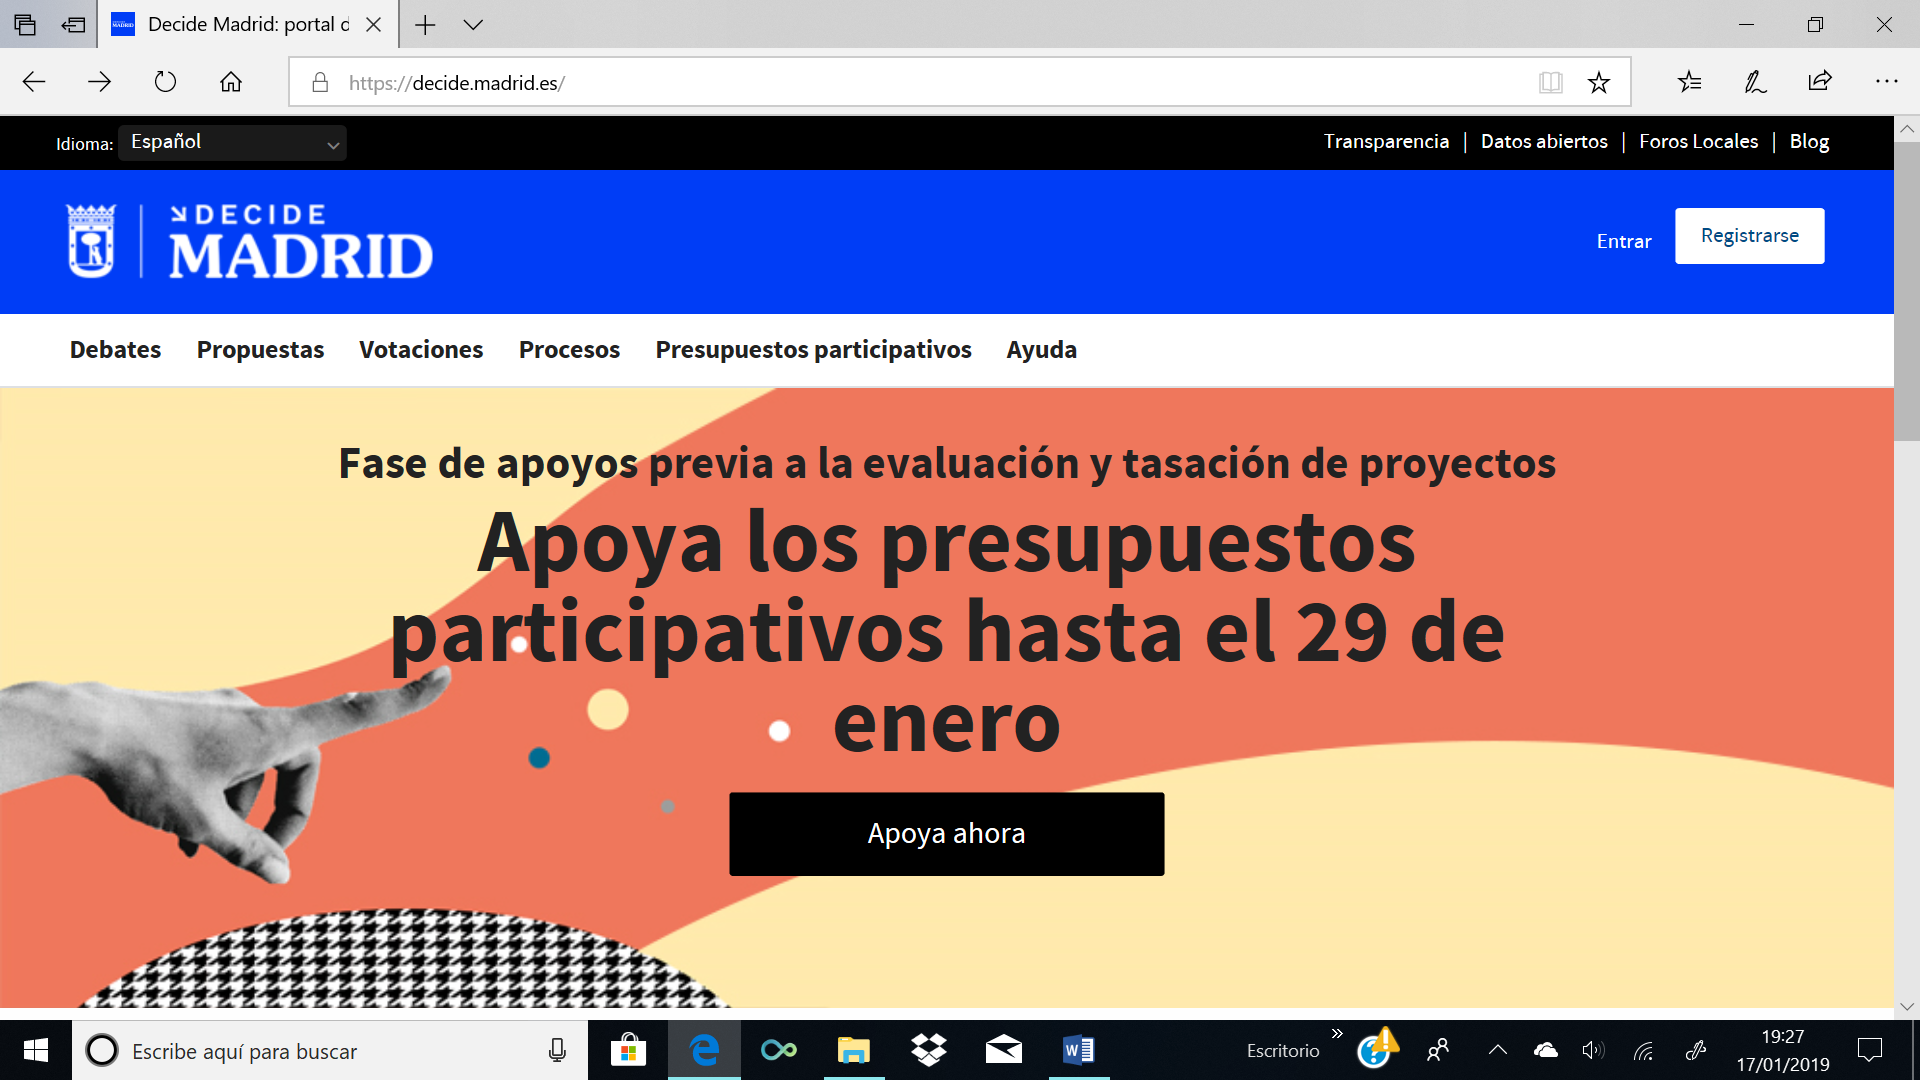 Decide Madrid: portal d
https://decide.madrid.es/
Idioma: Español
Transparencia | Datos abiertos | Foros Locales | Blog
DECIDE
MADRID
Entrar
Registrarse
Debates Propuestas Votaciones Procesos Presupuestos participativos Ayuda
Fase de apoyos previa a la evaluación y tasación de proyectos
Apoya los presupuestos
participativos hasta el 29 de
enero
Apoya ahora
Escribe aquí para buscar
Escritorio
19:27
17/01/2019